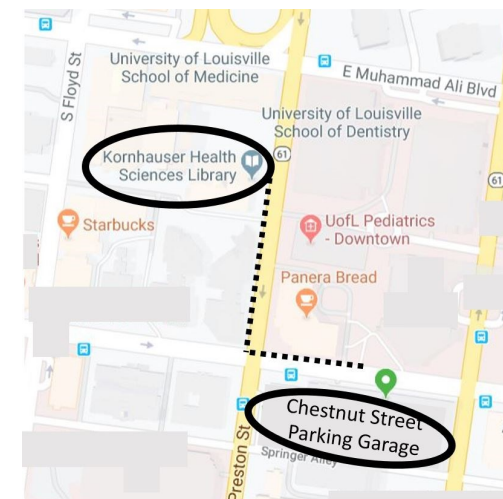 University of Louisville
School of Medicine
E Muhammad Ali Blvd
S Floyd St
University of Louisville
School of Dentistry
61
Kornhauser Health
Sciences Library
61
Starbucks
UofL Pediatrics
- Downtown
Panera Bread
Chestnut Street
Parking Garage
Preston St
Springer Alley